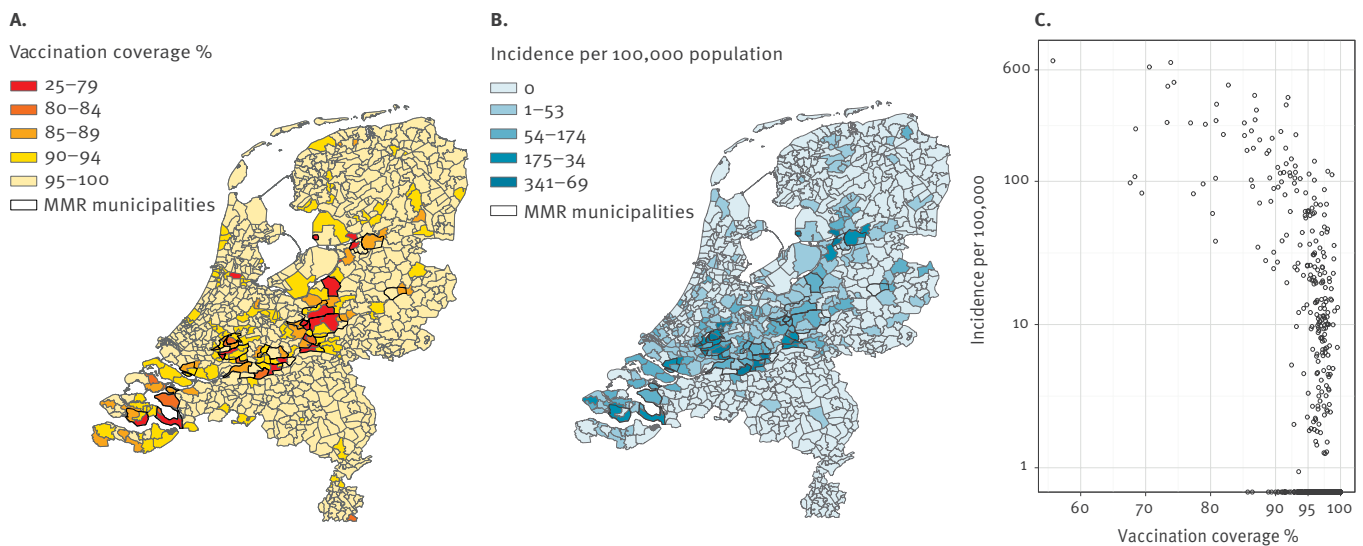 A.
Vaccination coverage %
25–79
80–84
85–89
90–94
95–100
MMR municipalities
B.
Incidence per 100,000 population
0
1–53
54–174
175–34
341–69
MMR municipalities
C.
600
100
10
1
Incidence per 100,000
60
70
80
90
95
100
Vaccination coverage %